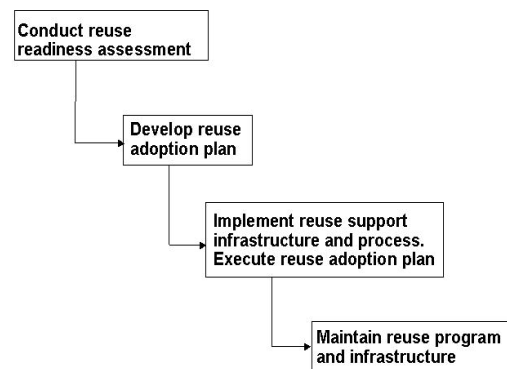 Conduct reuse
readiness assessment
Develop reuse
adoption plan
Implement reuse support
infrastructure and process.
Execute reuse adoption plan
Maintain reuse program
and infrastructure